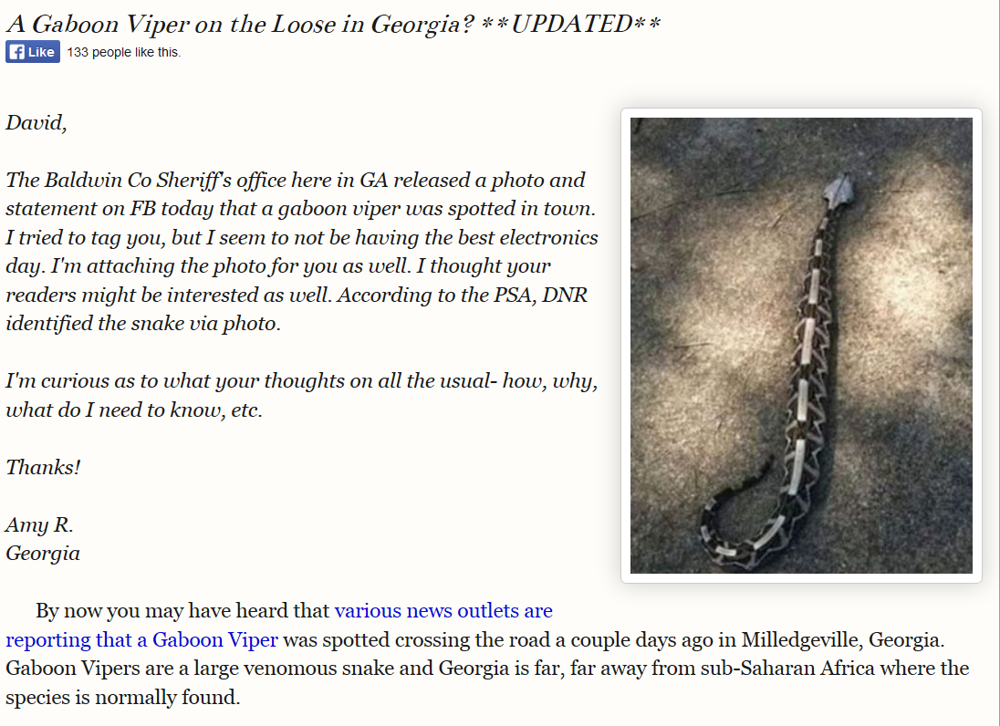 A Gaboon Viper on the Loose in Georgia? **UPDATED**
Like 133 people like this.
David,
The Baldwin Co Sheriff's office here in GA released a photo and
statement on FB today that a gaboon viper was spotted in town.
I tried to tag you, but I seem to not be having the best electronics
day. I'm attaching the photo for you as well. I thought your
readers might be interested as well. According to the PSA, DNR
identified the snake via photo.
I'm curious as to what your thoughts on all the usual- how, why,
what do I need to know, etc.
Thanks!
Amy R.
Georgia
By now you may have heard that various news outlets are
reporting that a Gaboon Viper was spotted crossing the road a couple days ago in Milledgeville, Georgia.
Gaboon Vipers are a large venomous snake and Georgia is far, far away from sub-Saharan Africa where the
species is normally found.